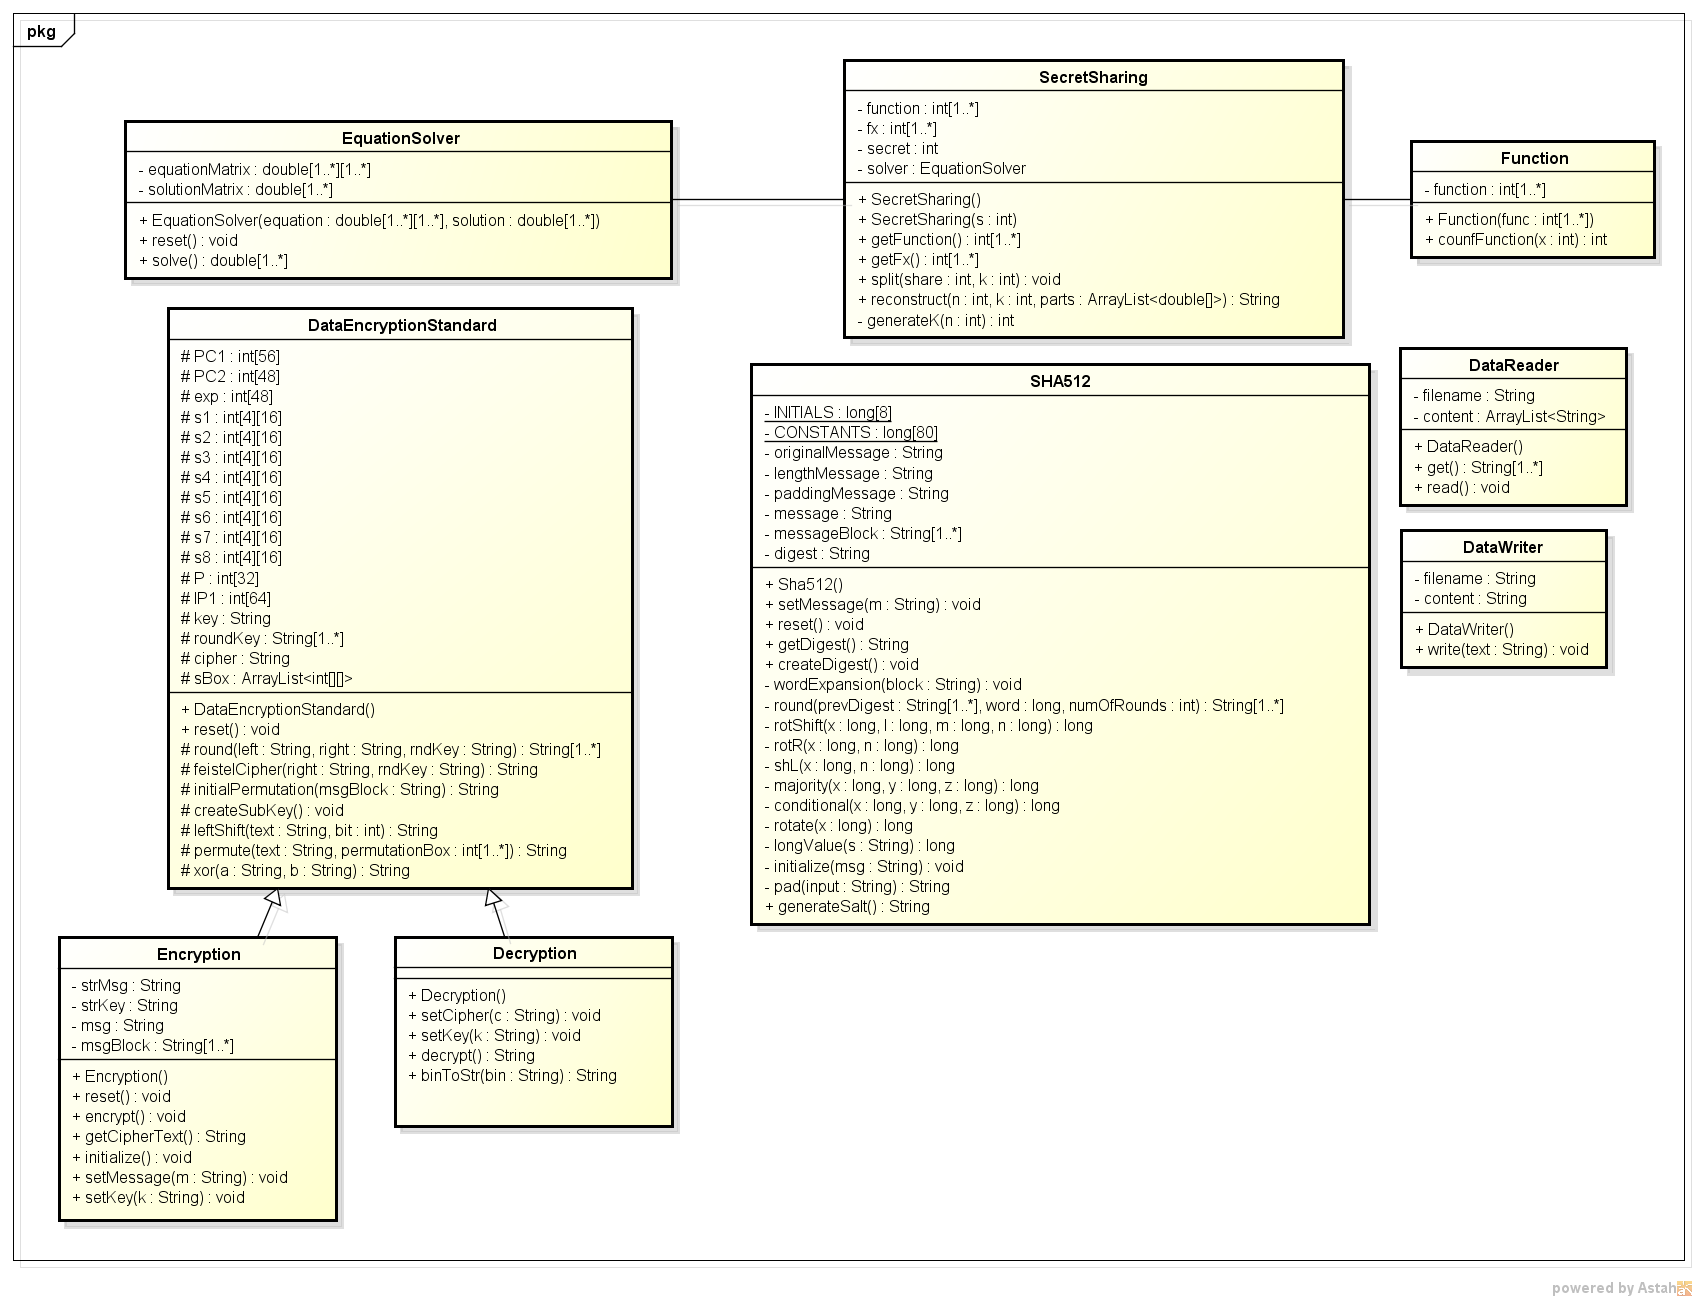 pkg
EquationSolver
- equationMatrix : double[1..*][1..*]
- solutionMatrix : double[1..*]
+ EquationSolver(equation : double[1..*][1..*], solution : double[1..*])
+ reset() : void
+ solve() : double[1..*]
SecretSharing
- function : int[1..*]
- fx : int[1..*]
- secret : int
- solver : EquationSolver
+ SecretSharing()
+ SecretSharing(s : int)
+ getFunction() : int[1..*]
+ getFx() : int[1..*]
+ split(share : int, k : int) : void
+ reconstruct(n : int, k : int, parts : ArrayList<double[]>) : String
- generateK(n : int) : int
Function
- function : int[1..*]
+ Function(func : int[1..*])
+ counfFunction(x : int) : int
DataEncryptionStandard
# PC1 : int[56]
# PC2 : int[48]
# exp : int[48]
# s1 : int[4][16]
# s2 : int[4][16]
# s3 : int[4][16]
# s4 : int[4][16]
# s5 : int[4][16]
# s6 : int[4][16]
# s7 : int[4][16]
# s8 : int[4][16]
# P : int[32]
# IP1 : int[64]
# key : String
# roundKey : String[1..*]
# cipher : String
# sBox : ArrayList<int[][]>
+ DataEncryptionStandard()
+ reset() : void
# round(left : String, right : String, rndKey : String) : String[1..*]
# feistelCipher(right : String, rndKey : String) : String
# initialPermutation(msgBlock : String) : String
# createSubKey() : void
# leftShift(text : String, bit : int) : String
# permute(text : String, permutationBox : int[1..*]) : String
# xor(a : String, b : String) : String
SHA512
- INITIALS : long[8]
- CONSTANTS : long[80]
- originalMessage : String
- lengthMessage : String
- paddingMessage : String
- message : String
- messageBlock : String[1..*]
- digest : String
+ Sha512()
+ setMessage(m : String) : void
+ reset() : void
+ getDigest() : String
+ createDigest() : void
- wordExpansion(block : String) : void
- round(prevDigest : String[1..*], word : long, numOfRounds : int) : String[1..*]
- rotShift(x : long, l : long, m : long, n : long) : long
- rotR(x : long, n : long) : long
- shL(x : long, n : long) : long
- majority(x : long, y : long, z : long) : long
- conditional(x : long, y : long, z : long) : long
- rotate(x : long) : long
- longValue(s : String) : long
- initialize(msg : String) : void
- pad(input : String) : String
+ generateSalt() : String
DataReader
- filename : String
- content : ArrayList<String>
+ DataReader()
+ get() : String[1..*]
+ read() : void
DataWriter
- filename : String
- content : String
+ DataWriter()
+ write(text : String) : void
Encryption
- strMsg : String
- strKey : String
- msg : String
- msgBlock : String[1..*]
+ Encryption()
+ reset() : void
+ encrypt() : void
+ getCipherText() : String
+ initialize() : void
+ setMessage(m : String) : void
+ setKey(k : String) : void
Decryption
+ Decryption()
+ setCipher(c : String) : void
+ setKey(k : String) : void
+ decrypt() : String
+ binToStr(bin : String) : String
powered by Astah